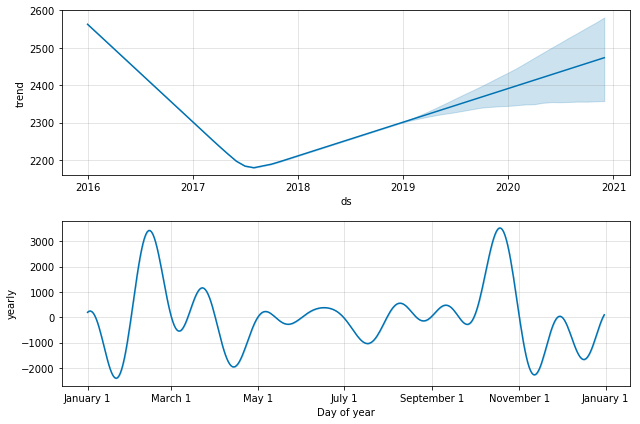 2600
2500
2400
2300
2200
trend
2016 2017 2018 2019 2020 2021
ds
3000
2000
1000
0
−1000
−2000
yearly
January 1 March 1 May 1 July 1 September 1 November 1 January 1
Day of year